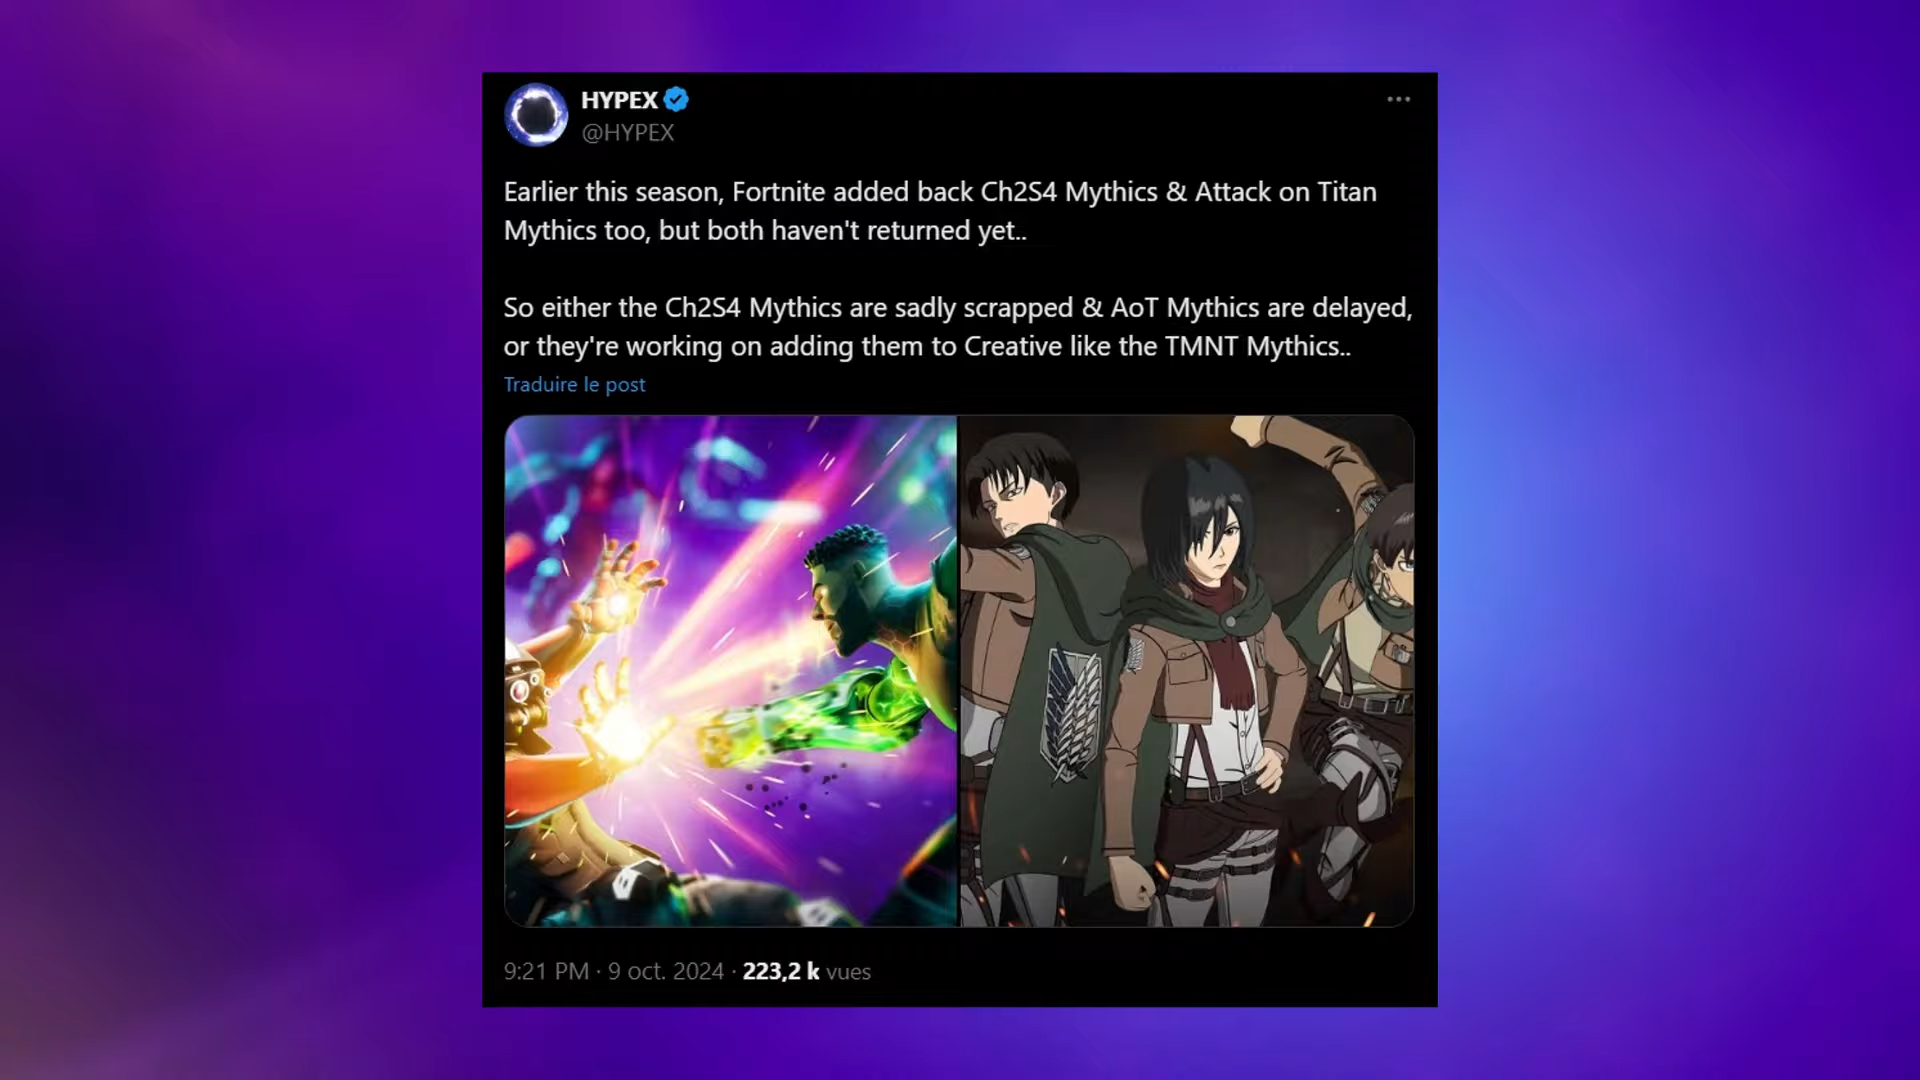 HYPEX
@HYPEX
Earlier this season, Fortnite added back Ch2S4 Mythics & Attack on Titan
Mythics too, but both haven't returned yet..
So either the Ch2S4 Mythics are sadly scrapped & AoT Mythics are delayed,
or they're working on adding them to Creative like the TMNT Mythics..
Traduire le post
9:21 PM · 9 oct. 2024 · 223,2 k vues